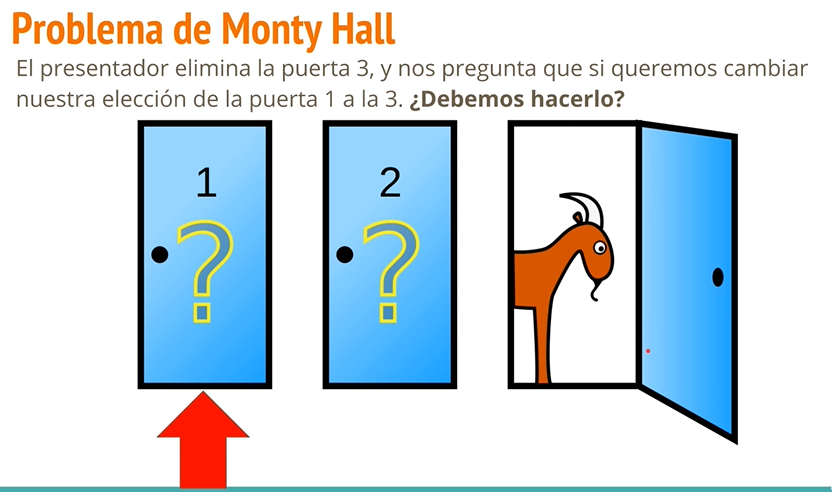 Problema de Monty Hall
El presentador elimina la puerta 3, y nos pregunta que si queremos cambiar
nuestra elección de la puerta 1 a la 3. ¿Debemos hacerlo?
1 2
? ?